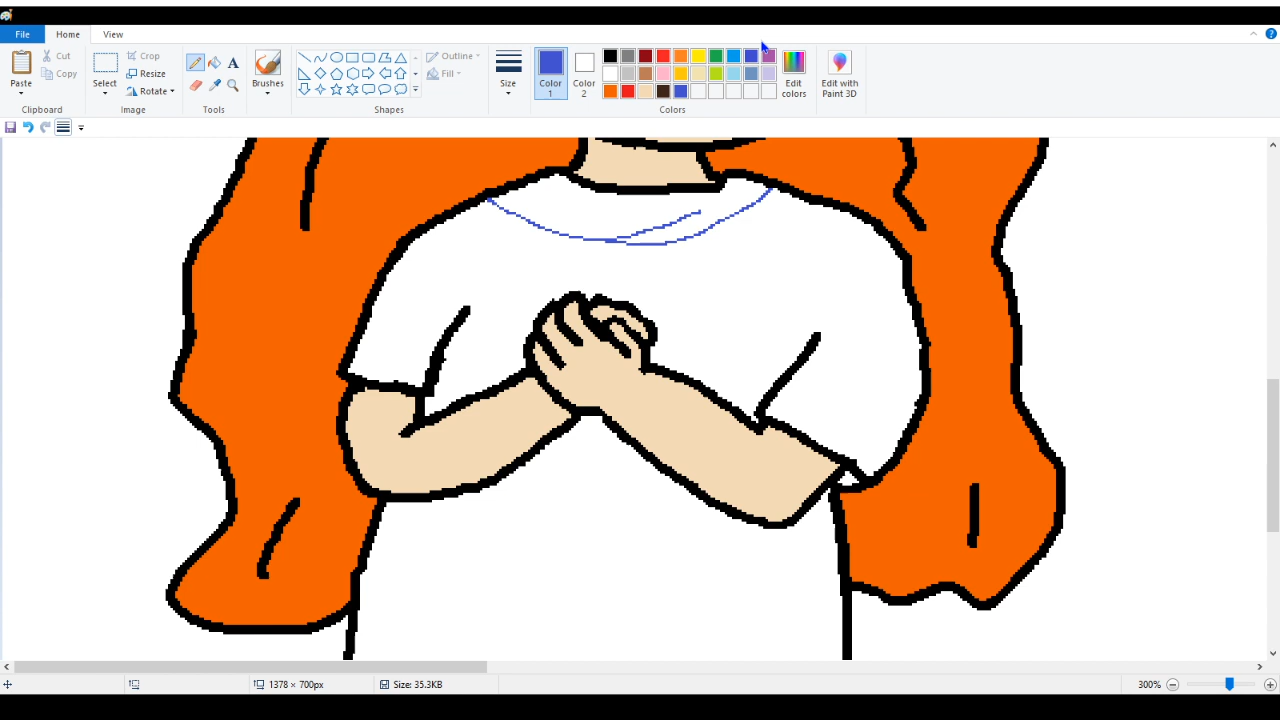 File Home View
Cut
Copy
Paste
Clipboard
Select
Crop
Resize
Rotate
Image
A
Tools
Brushes
Outline
Fill
Shapes
Size
Color 1
Color 2
Colors
Edit colors
Edit with Paint 3D
1378 × 700px
Size: 35.3KB
300%